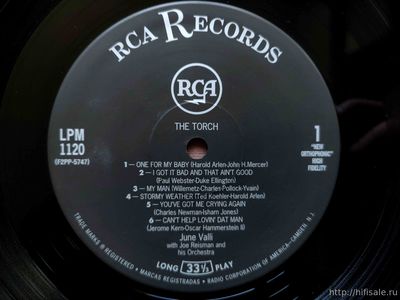 RCA RECORDS
RCA
THE TORCH
LPM
1120
(F2PP-5747)
1
"NEW
ORTHOPHONIC"
HIGH
FIDELITY
1—ONE FOR MY BABY (Harold Arlen-John H. Mercer)
2—I GOT IT BAD AND THAT AIN'T GOOD
(Paul Webster-Duke Ellington)
3—MY MAN (Willemetz-Charles-Pollock-Yvain)
4—STORMY WEATHER (Ted Koehler-Harold Arlen)
5—YOU'VE GOT ME CRYING AGAIN
(Charles Newman-Isham Jones)
6—CAN'T HELP LOVIN' DAT MAN
(Jerome Kern-Oscar Hammerstein II)
June Valli
with Joe Reisman and
his Orchestra
LONG 33⅓ PLAY
TRADE MARKS ® REGISTERED • MARCAS REGISTRADAS • RADIO CORPORATION OF AMERICA—CAMDEN, N. J.
http://hifisale.ru